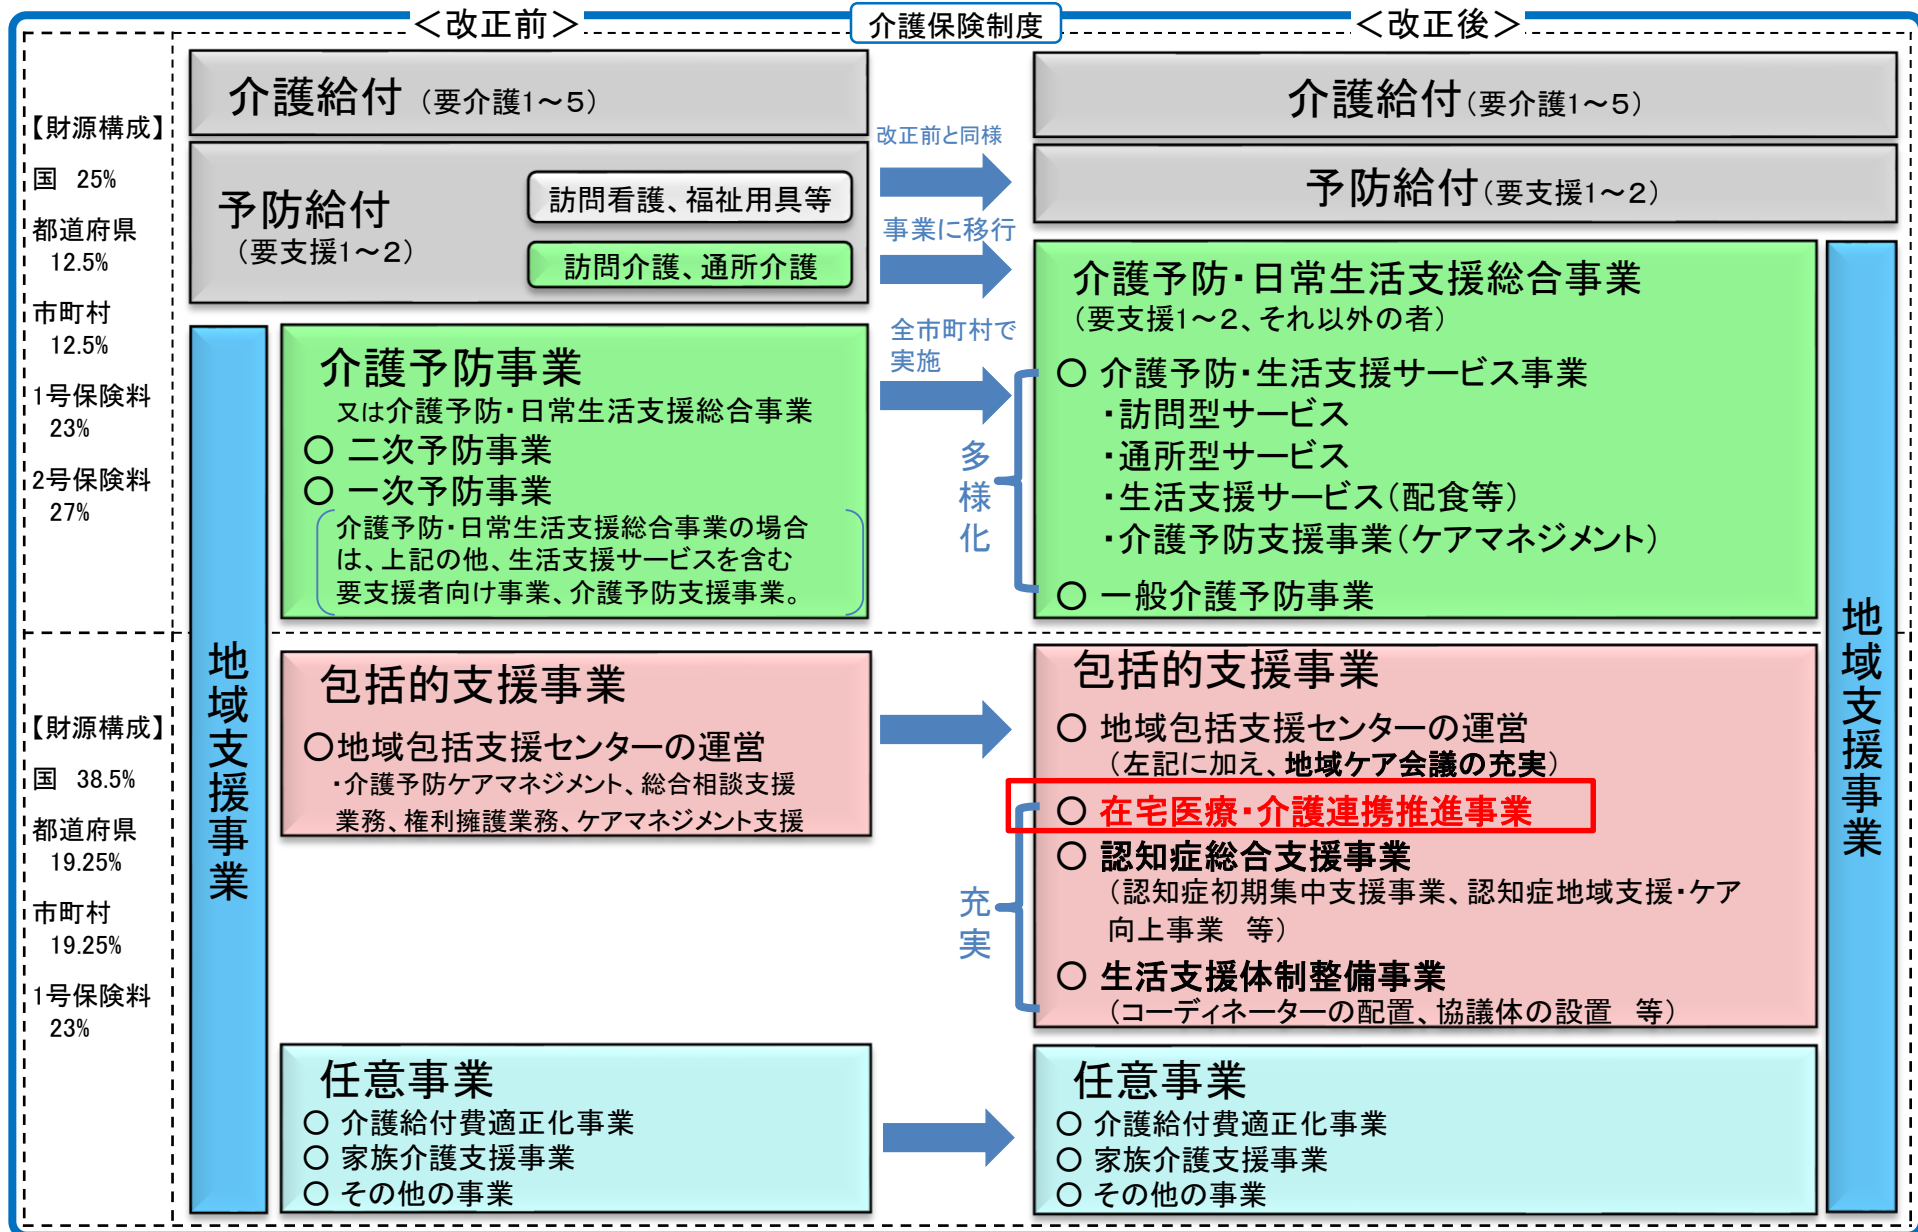 介護保険制度
＜改正前＞
＜改正後＞
【財源構成】
国 25%
都道府県
12.5%
市町村
12.5%
1号保険料
23%
2号保険料
27%
【財源構成】
国 38.5%
都道府県
19.25%
市町村
19.25%
1号保険料
23%
介護給付（要介護1～5）
予防給付
（要支援1～2）
訪問看護、福祉用具等
訪問介護、通所介護
地域支援事業
介護予防事業
又は介護予防・日常生活支援総合事業
○ 二次予防事業
○ 一次予防事業
介護予防・日常生活支援総合事業の場合
は、上記の他、生活支援サービスを含む
要支援者向け事業、介護予防支援事業。
包括的支援事業
○地域包括支援センターの運営
・介護予防ケアマネジメント、総合相談支援
業務、権利擁護業務、ケアマネジメント支援
任意事業
○ 介護給付費適正化事業
○ 家族介護支援事業
○ その他の事業
改正前と同様
事業に移行
全市町村で
実施
多様化
充実
介護給付（要介護1～5）
予防給付（要支援1～2）
介護予防・日常生活支援総合事業
（要支援1～2、それ以外の者）
○ 介護予防・生活支援サービス事業
・訪問型サービス
・通所型サービス
・生活支援サービス（配食等）
・介護予防支援事業（ケアマネジメント）
○ 一般介護予防事業
包括的支援事業
○ 地域包括支援センターの運営
（左記に加え、地域ケア会議の充実）
○ 在宅医療・介護連携推進事業
○ 認知症総合支援事業
（認知症初期集中支援事業、認知症地域支援・ケア
向上事業　等）
○ 生活支援体制整備事業
（コーディネーターの配置、協議体の設置　等）
任意事業
○ 介護給付費適正化事業
○ 家族介護支援事業
○ その他の事業
地域支援事業